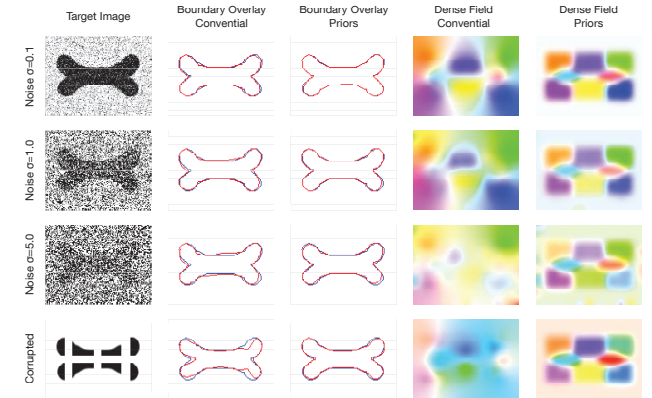 Target Image
Boundary Overlay
Convential
Boundary Overlay
Priors
Dense Field
Convential
Dense Field
Priors
Noise σ=0.1
Noise σ=1.0
Noise σ=5.0
Corrupted